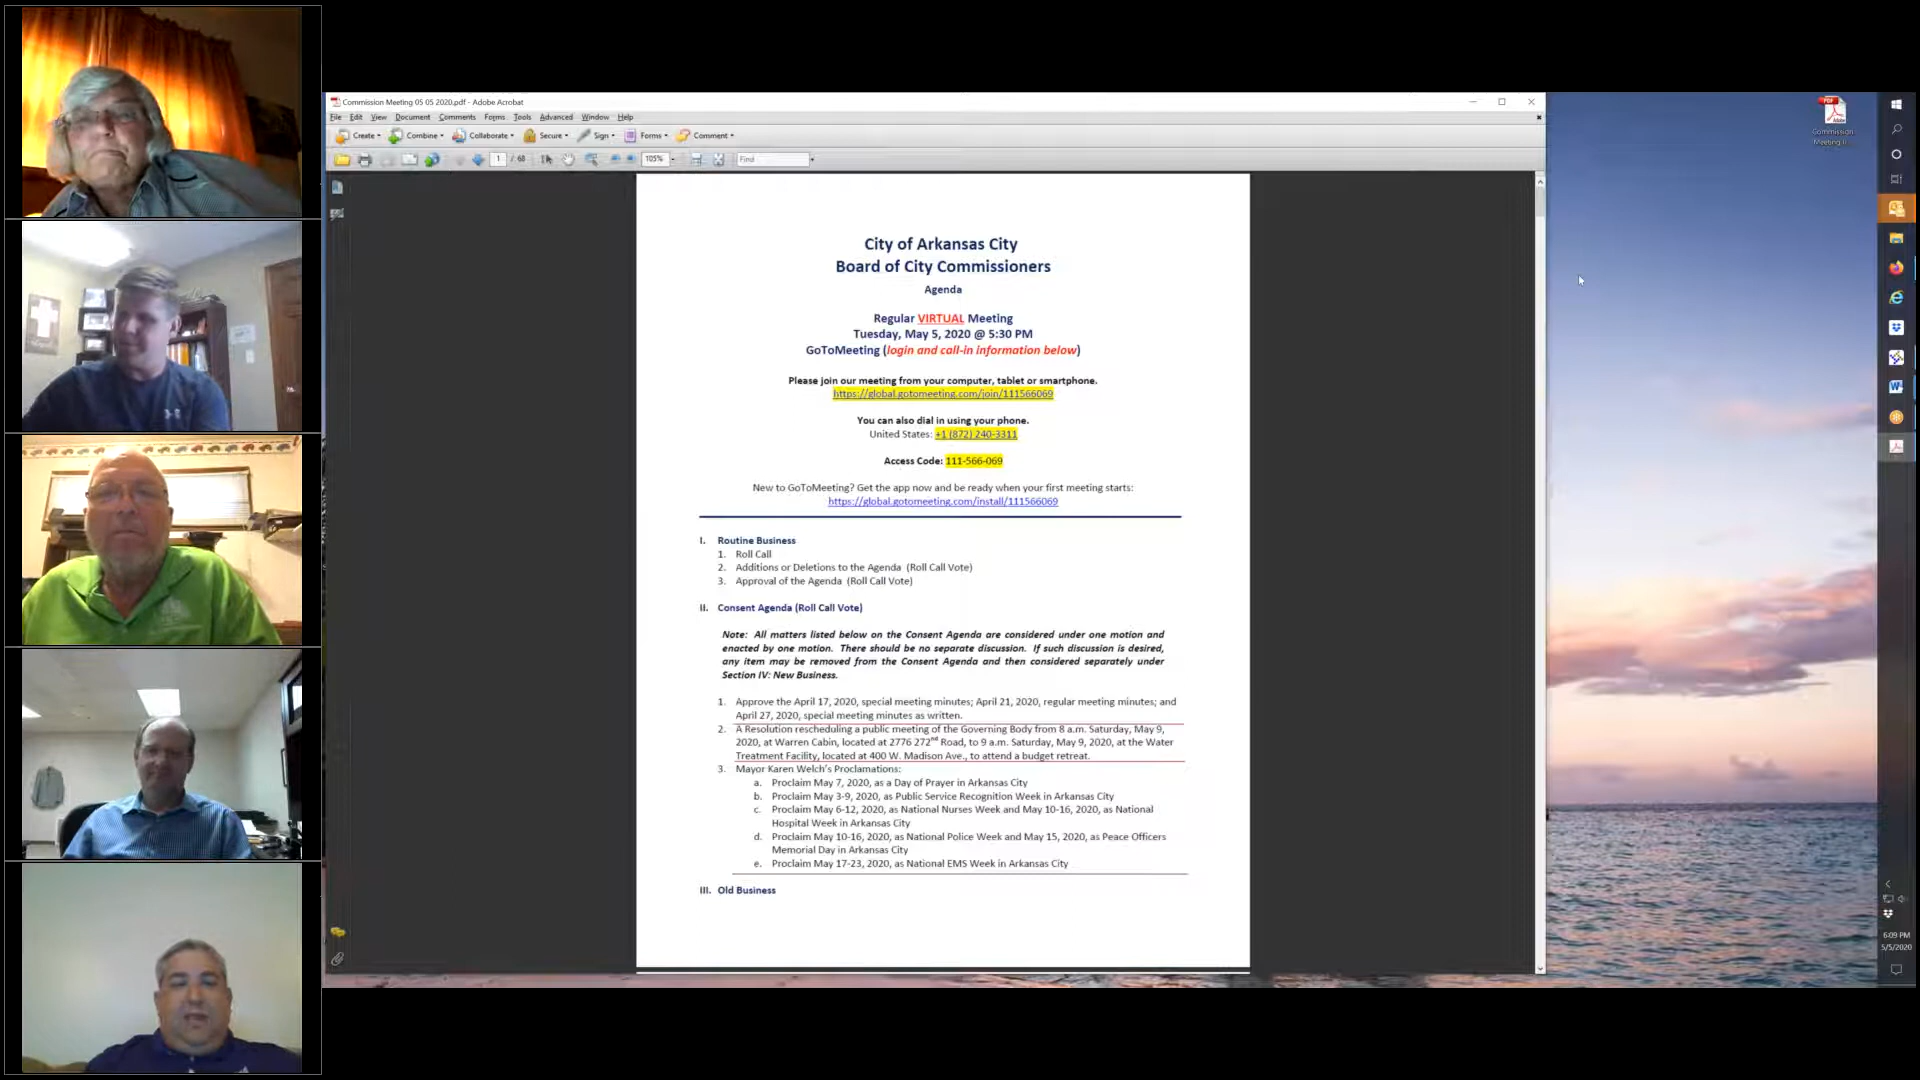 Commission Meeting 05 05 2020.pdf - Adobe Acrobat
File Edit View Document Comments Forms Tools Advanced Window Help
Create Combine Collaborate Secure Sign Forms Comment
1 / 68 105% Find
City of Arkansas City
Board of City Commissioners
Agenda
Regular VIRTUAL Meeting
Tuesday, May 5, 2020 @ 5:30 PM
GoToMeeting (login and call-in information below)
Please join our meeting from your computer, tablet or smartphone.
https://global.gotomeeting.com/join/111566069
You can also dial in using your phone.
United States: +1 (872) 240-3311
Access Code: 111-566-069
New to GoToMeeting? Get the app now and be ready when your first meeting starts:
https://global.gotomeeting.com/install/111566069
I. Routine Business
1. Roll Call
2. Additions or Deletions to the Agenda (Roll Call Vote)
3. Approval of the Agenda (Roll Call Vote)
II. Consent Agenda (Roll Call Vote)
Note: All matters listed below on the Consent Agenda are considered under one motion and
enacted by one motion. There should be no separate discussion. If such discussion is desired,
any item may be removed from the Consent Agenda and then considered separately under
Section IV: New Business.
1. Approve the April 17, 2020, special meeting minutes; April 21, 2020, regular meeting minutes; and
April 27, 2020, special meeting minutes as written.
2. A Resolution rescheduling a public meeting of the Governing Body from 8 a.m. Saturday, May 9,
2020, at Warren Cabin, located at 2776 272nd Road, to 9 a.m. Saturday, May 9, 2020, at the Water
Treatment Facility, located at 400 W. Madison Ave., to attend a budget retreat.
3. Mayor Karen Welch's Proclamations:
a. Proclaim May 7, 2020, as a Day of Prayer in Arkansas City
b. Proclaim May 3-9, 2020, as Public Service Recognition Week in Arkansas City
c. Proclaim May 6-12, 2020, as National Nurses Week and May 10-16, 2020, as National
Hospital Week in Arkansas City
d. Proclaim May 10-16, 2020, as National Police Week and May 15, 2020, as Peace Officers
Memorial Day in Arkansas City
e. Proclaim May 17-23, 2020, as National EMS Week in Arkansas City
III. Old Business
Commission
Meeting 0...
6:09 PM
5/5/2020